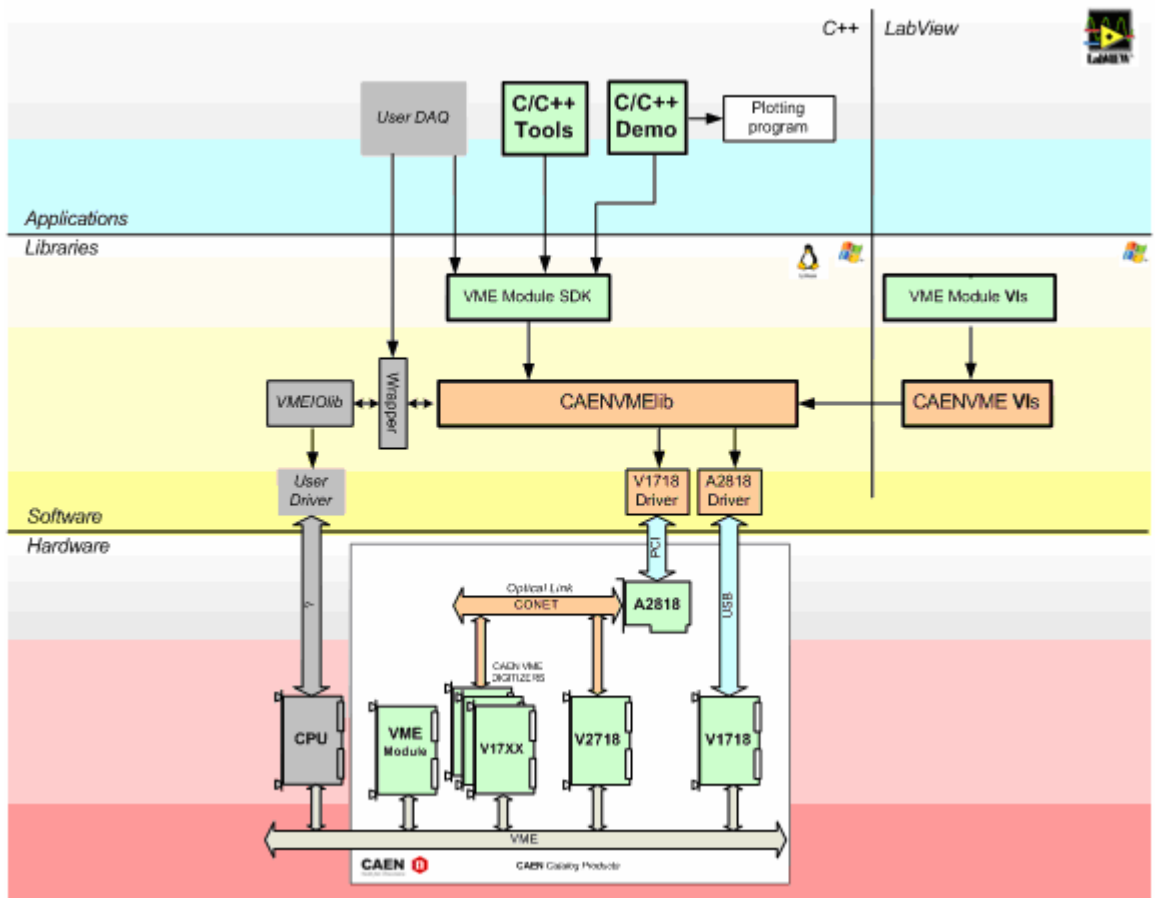 C++
LabView
LabVIEW
User DAQ
C/C++
Tools
C/C++
Demo
Plotting
program
Applications
Libraries
VME Module SDK
VME Module VIs
VMEIOlib
Wrapper
CAENVMElib
CAENVME VIs
User
Driver
V1718
Driver
A2818
Driver
Software
Hardware
?
PCI
USB
Optical Link
CONET
A2818
CAEN VME
DIGITIZERS
CPU
VME
Module
V17XX
V2718
V1718
VME
CAEN
CAEN Catalog Products